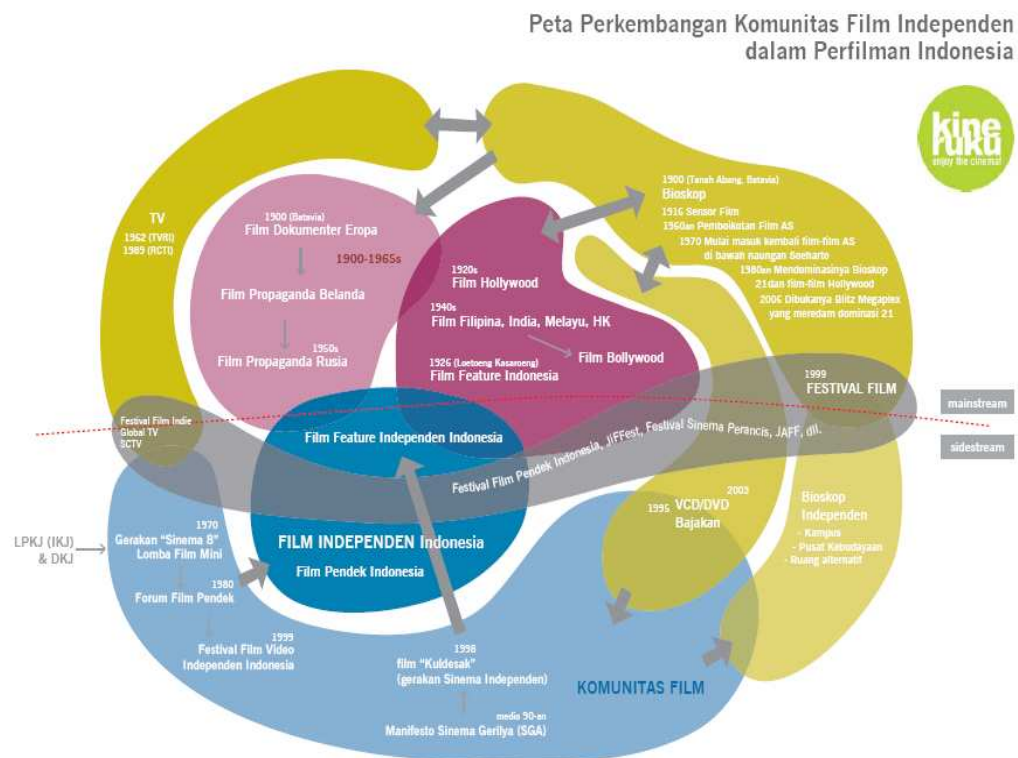 Peta Perkembangan Komunitas Film Independen
dalam Perfilman Indonesia
kine
ruku
enjoy the cinema!
TV
1962 (TVRI)
1989 (RCTI)
1900 (Batavia)
Film Dokumenter Eropa
1900-1965s
Film Propaganda Belanda
1950s
Film Propaganda Rusia
1920s
Film Hollywood
1940s
Film Filipina, India, Melayu, HK
Film Bollywood
1926 (Loetoeng Kasaroeng)
Film Feature Indonesia
1900 (Tanah Abang, Batavia)
Bioskop
1916 Sensor Film
1960an Pemboikotan Film AS
1970 Mulai masuk kembali film-film AS
di bawah naungan Soeharto
1980an Mendominasinya Bioskop
21dan film-film Hollywood
2006 Dibukanya Blitz Megaplex
yang meredam dominasi 21
1999
FESTIVAL FILM
mainstream
sidestream
Festival Film Indie
Global TV
SCTV
Film Feature Independen Indonesia
Festival Film Pendek Indonesia, JiFFest, Festival Sinema Perancis, JAFF, dll.
FILM INDEPENDEN Indonesia
Film Pendek Indonesia
1995
VCD/DVD
2003
Bajakan
Bioskop
Independen
- Kampus
- Pusat Kebudayaan
- Ruang alternatif
LPKJ (IKJ)
& DKJ
1970
Gerakan "Sinema 8"
Lomba Film Mini
1980
Forum Film Pendek
1999
Festival Film Video
Independen Indonesia
1998
film "Kuldesak"
(gerakan Sinema Independen)
medio 90-an
Manifesto Sinema Gerilya (SGA)
KOMUNITAS FILM